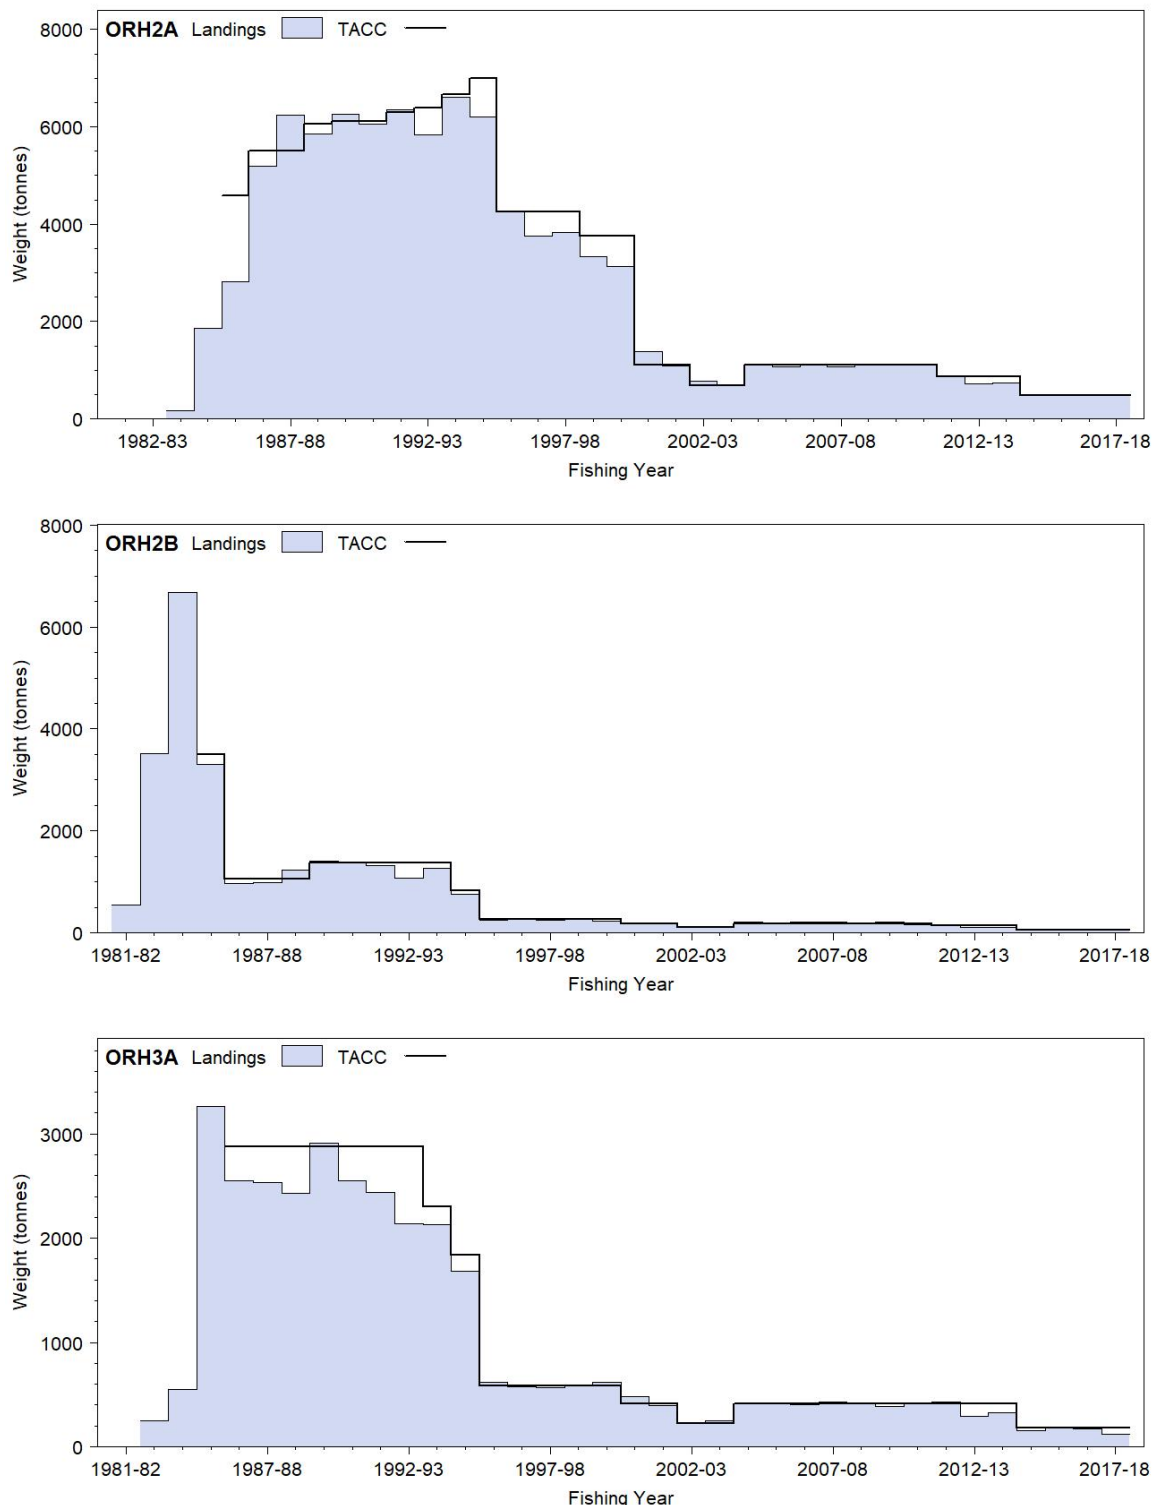 ORH2A Landings TACC
8000
6000
4000
2000
0
Weight (tonnes)
1982-83 1987-88 1992-93 1997-98 2002-03 2007-08 2012-13 2017-18
Fishing Year
ORH2B Landings TACC
8000
6000
4000
2000
0
Weight (tonnes)
1981-82 1987-88 1992-93 1997-98 2002-03 2007-08 2012-13 2017-18
Fishing Year
ORH3A Landings TACC
3000
2000
1000
0
Weight (tonnes)
1981-82 1987-88 1992-93 1997-98 2002-03 2007-08 2012-13 2017-18
Fishing Year